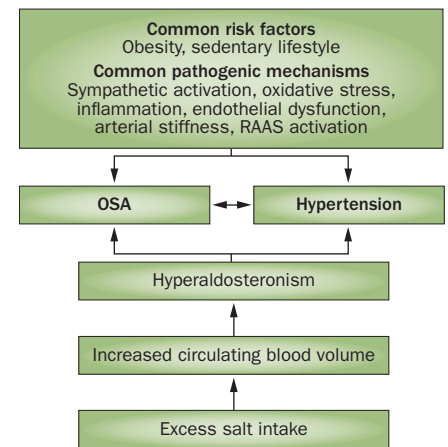 Common risk factors
Obesity, sedentary lifestyle
Common pathogenic mechanisms
Sympathetic activation, oxidative stress,
inflammation, endothelial dysfunction,
arterial stiffness, RAAS activation
OSA
Hypertension
Hyperaldosteronism
Increased circulating blood volume
Excess salt intake